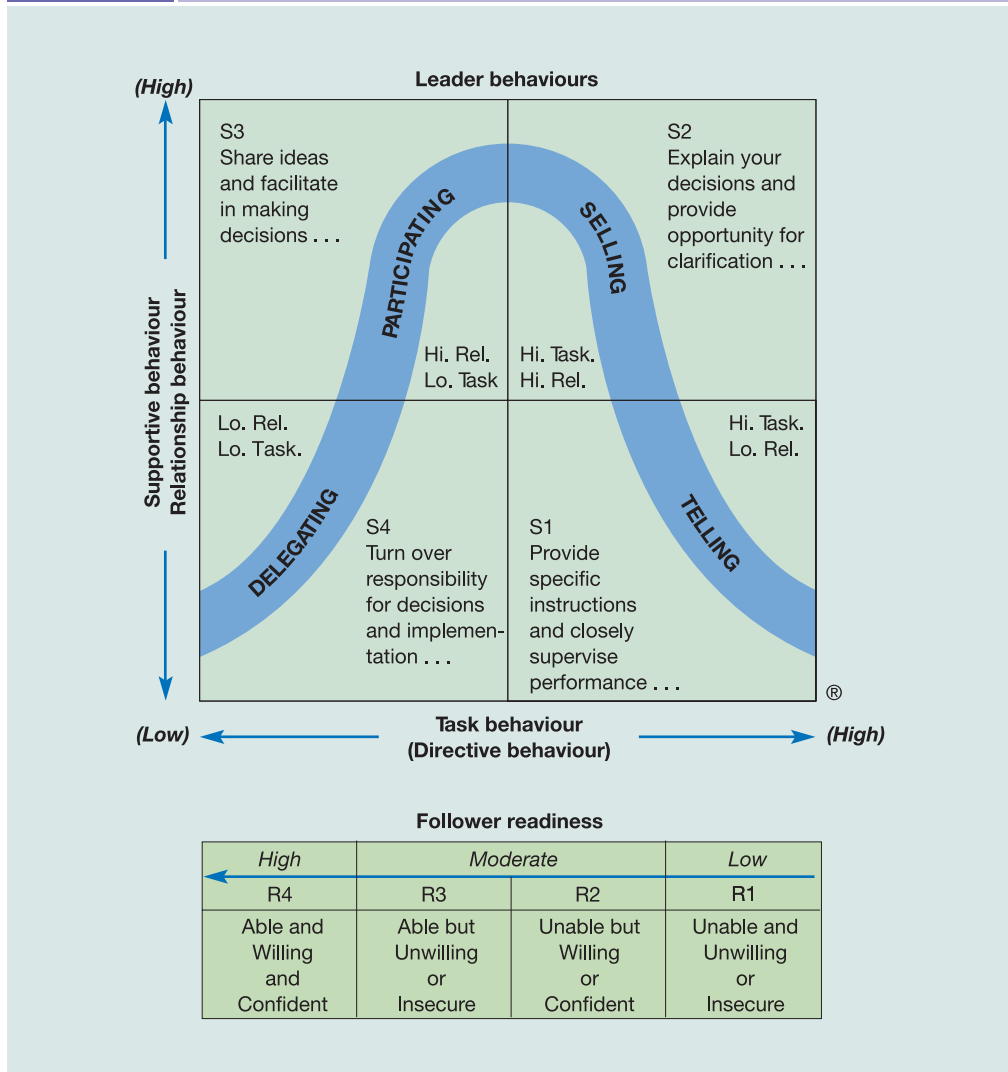 Leader behaviours
(High)
S3
Share ideas
and facilitate
in making
decisions . . .
S2
Explain your
decisions and
provide
opportunity for
clarification . . .
PARTICIPATING
SELLING
Supportive behaviour
Relationship behaviour
Hi. Rel.
Lo. Task
Hi. Task.
Hi. Rel.
Lo. Rel.
Lo. Task.
Hi. Task.
Lo. Rel.
DELEGATING
TELLING
S4
Turn over
responsibility
for decisions
and implemen-
tation . . .
S1
Provide
specific
instructions
and closely
supervise
performance . . .
®
(Low)
Task behaviour
(Directive behaviour)
(High)
Follower readiness
High Moderate Low
R4 R3 R2 R1
Able and Able but Unable but Unable and
Willing Unwilling Willing Unwilling
and or or or
Confident Insecure Confident Insecure